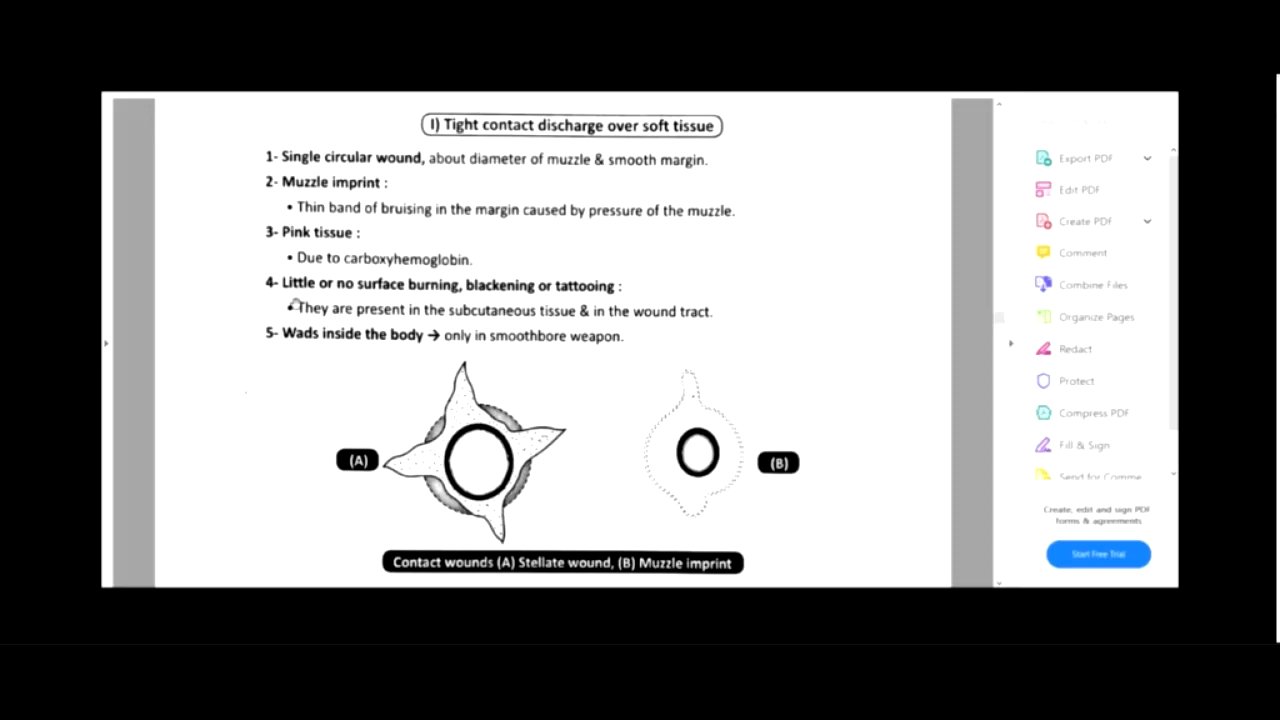 I) Tight contact discharge over soft tissue
1- Single circular wound, about diameter of muzzle & smooth margin.
2- Muzzle imprint :
• Thin band of bruising in the margin caused by pressure of the muzzle.
3- Pink tissue :
• Due to carboxyhemoglobin.
4- Little or no surface burning, blackening or tattooing :
• They are present in the subcutaneous tissue & in the wound tract.
5- Wads inside the body → only in smoothbore weapon.
(A)
(B)
Contact wounds (A) Stellate wound, (B) Muzzle imprint
Export PDF
Edit PDF
Create PDF
Comment
Combine Files
Organize Pages
Redact
Protect
Compress PDF
Fill & Sign
Send for Comme
Create, edit and sign PDF
forms & agreements
Start Free Trial